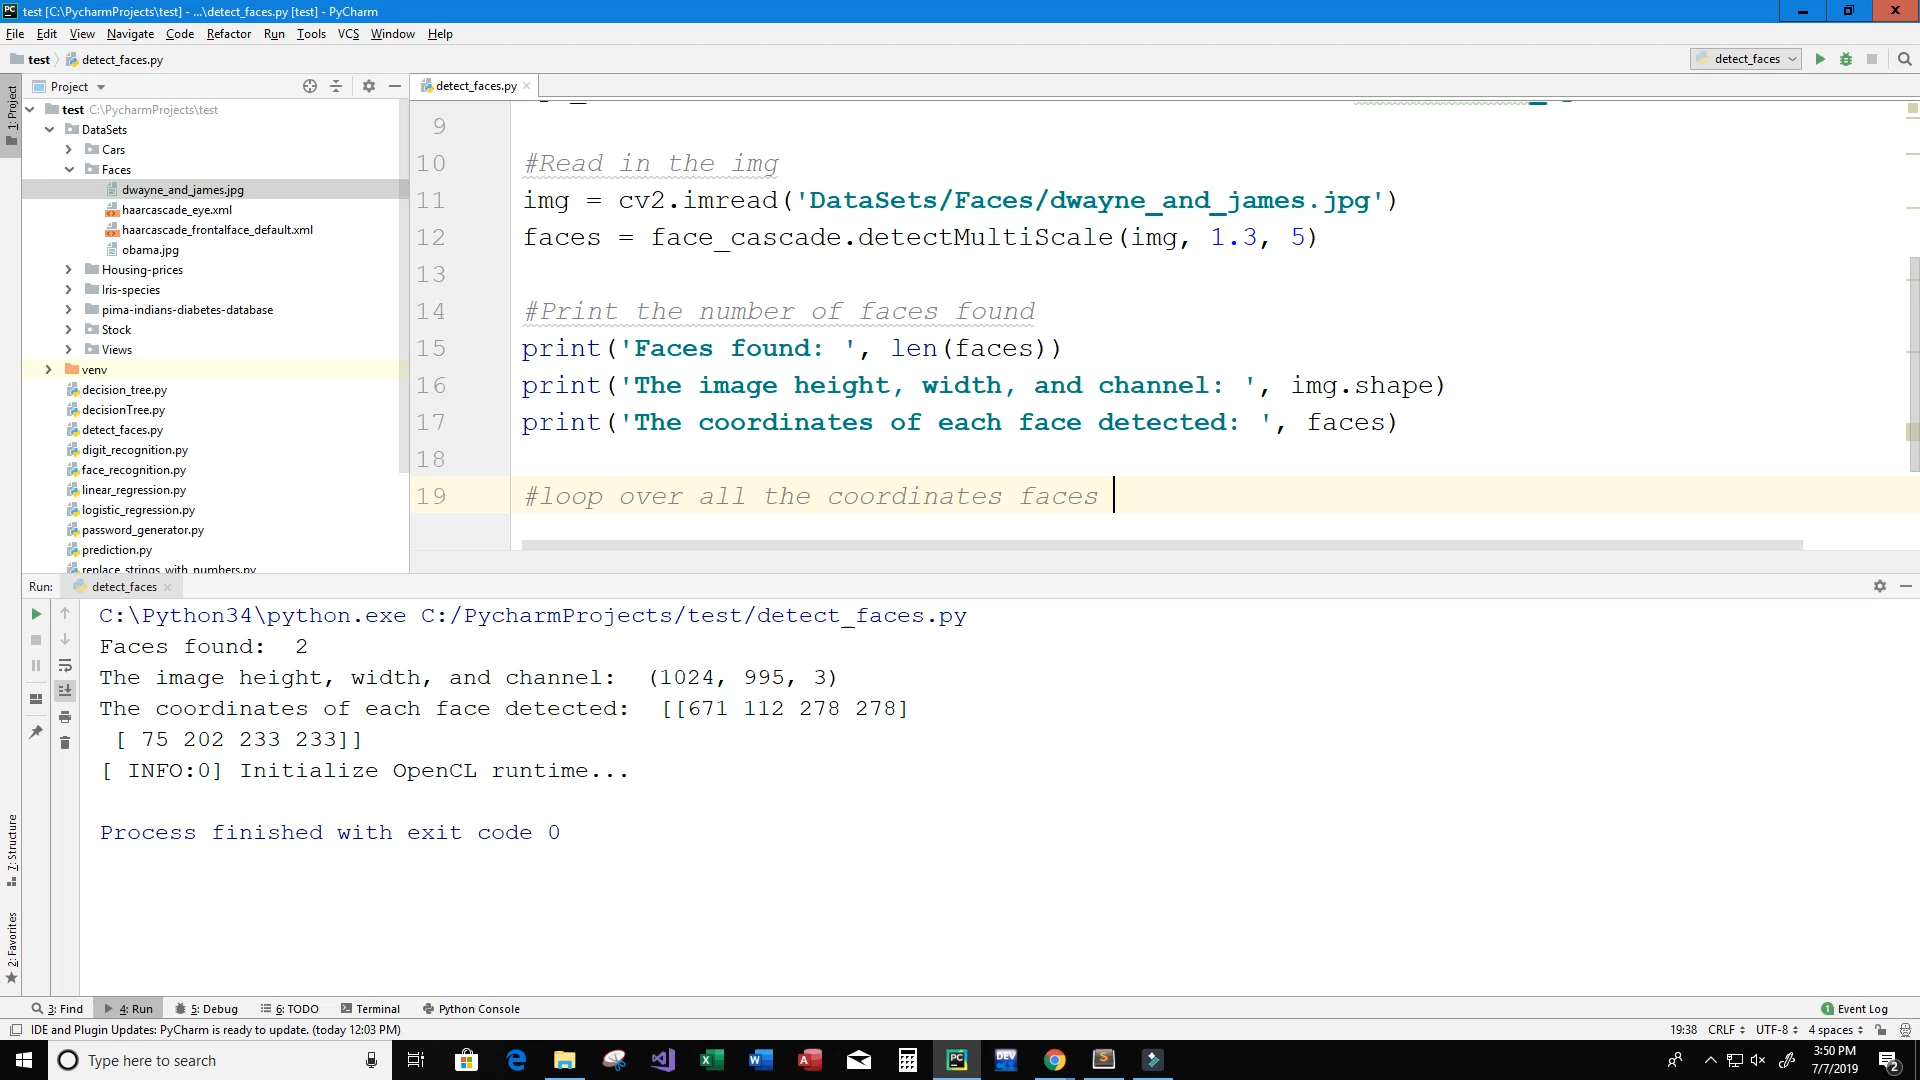 test [C:\PycharmProjects\test] - ...\detect_faces.py [test] - PyCharm
File Edit View Navigate Code Refactor Run Tools VCS Window Help
test detect_faces.py detect_faces
1: Project
Project
detect_faces.py
test C:\PycharmProjects\test
DataSets
Cars
Faces
dwayne_and_james.jpg
haarcascade_eye.xml
haarcascade_frontalface_default.xml
obama.jpg
Housing-prices
Iris-species
pima-indians-diabetes-database
Stock
Views
venv
decision_tree.py
decisionTree.py
detect_faces.py
digit_recognition.py
face_recognition.py
linear_regression.py
logistic_regression.py
password_generator.py
prediction.py
replace_strings_with_numbers.py
9
10 #Read in the img
11 img = cv2.imread('DataSets/Faces/dwayne_and_james.jpg')
12 faces = face_cascade.detectMultiScale(img, 1.3, 5)
13
14 #Print the number of faces found
15 print('Faces found: ', len(faces))
16 print('The image height, width, and channel: ', img.shape)
17 print('The coordinates of each face detected: ', faces)
18
19 #loop over all the coordinates faces
Run: detect_faces
C:\Python34\python.exe C:/PycharmProjects/test/detect_faces.py
Faces found:  2
The image height, width, and channel:  (1024, 995, 3)
The coordinates of each face detected:  [[671 112 278 278]
 [ 75 202 233 233]]
[ INFO:0] Initialize OpenCL runtime...
Process finished with exit code 0
7: Structure
2: Favorites
3: Find 4: Run 5: Debug 6: TODO Terminal Python Console 1 Event Log
IDE and Plugin Updates: PyCharm is ready to update. (today 12:03 PM) 19:38 CRLF UTF-8 4 spaces
Type here to search
3:50 PM
7/7/2019
2